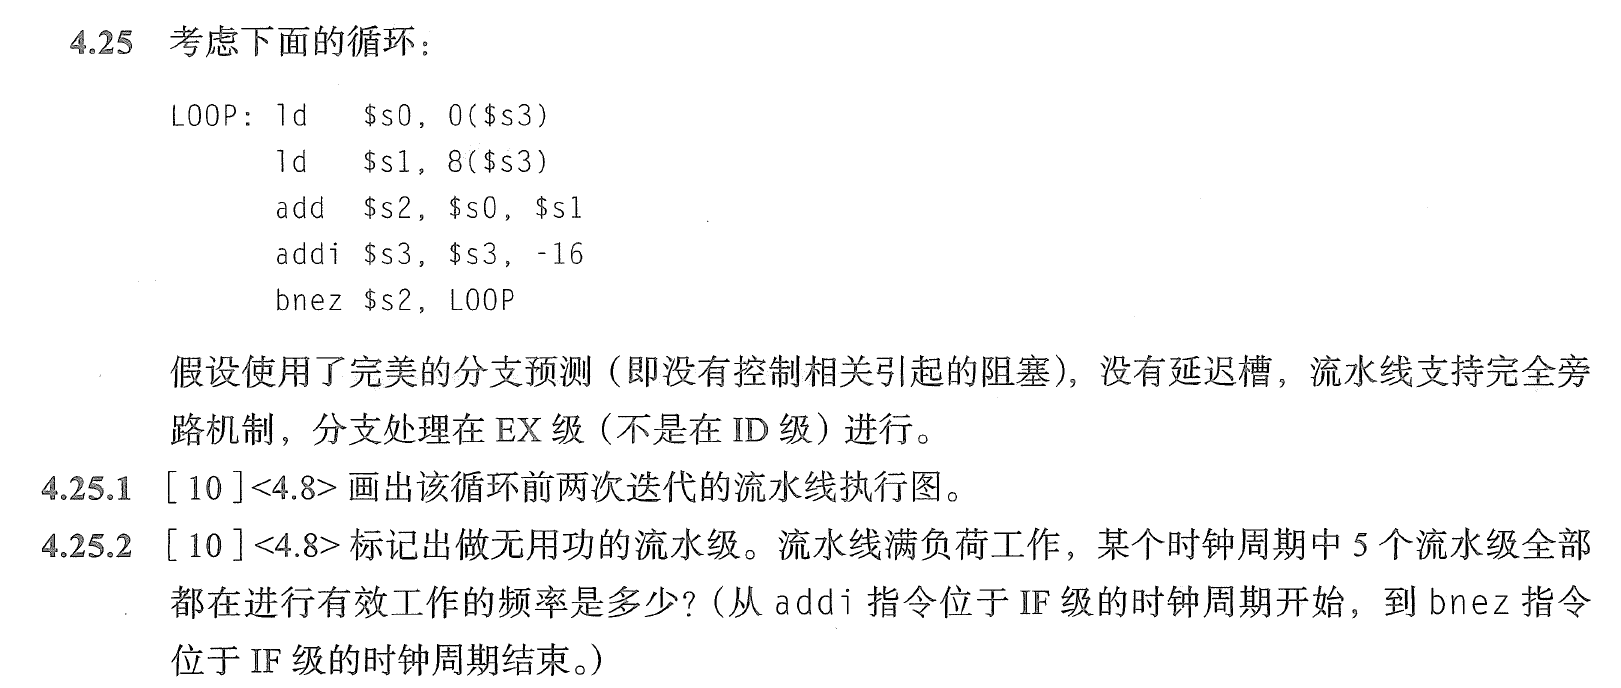 4.25 考虑下面的循环：
LOOP: ld $s0, 0($s3)
ld $s1, 8($s3)
add $s2, $s0, $s1
addi $s3, $s3, -16
bnez $s2, LOOP
假设使用了完美的分支预测（即没有控制相关引起的阻塞），没有延迟槽，流水线支持完全旁
路机制，分支处理在 EX 级（不是在 ID 级）进行。
4.25.1 [ 10 ]<4.8> 画出该循环前两次迭代的流水线执行图。
4.25.2 [ 10 ]<4.8> 标记出做无用功的流水级。流水线满负荷工作，某个时钟周期中 5 个流水级全部
都在进行有效工作的频率是多少？（从 addi 指令位于 IF 级的时钟周期开始，到 bnez 指令
位于 IF 级的时钟周期结束。）